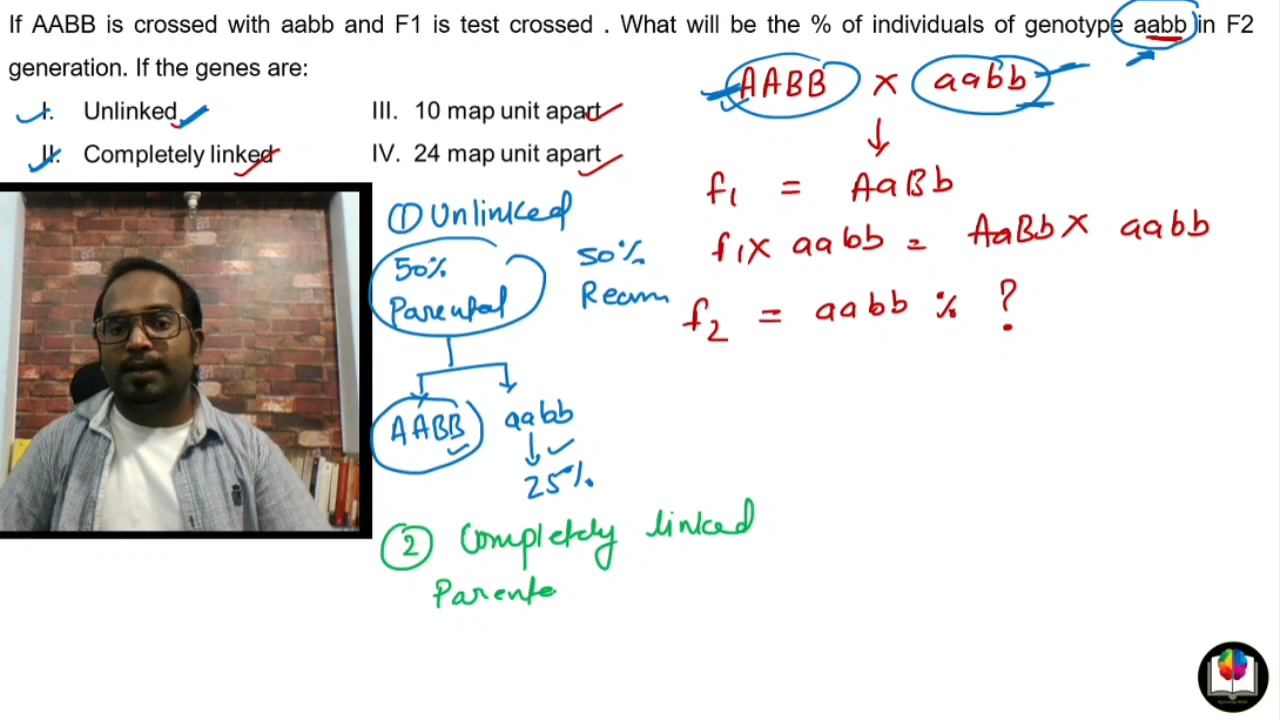 If AABB is crossed with aabb and F1 is test crossed . What will be the % of individuals of genotype aabb in F2
generation. If the genes are:
I. Unlinked
III. 10 map unit apart
II. Completely linked
IV. 24 map unit apart
AABB x aabb
f1 = AaBb
f1 x aabb = AaBb x aabb
f2 = aabb % ?
① Unlinked
50%
Parental
50%
Recom
AABB
aabb
25%
② Completely linked
Parente